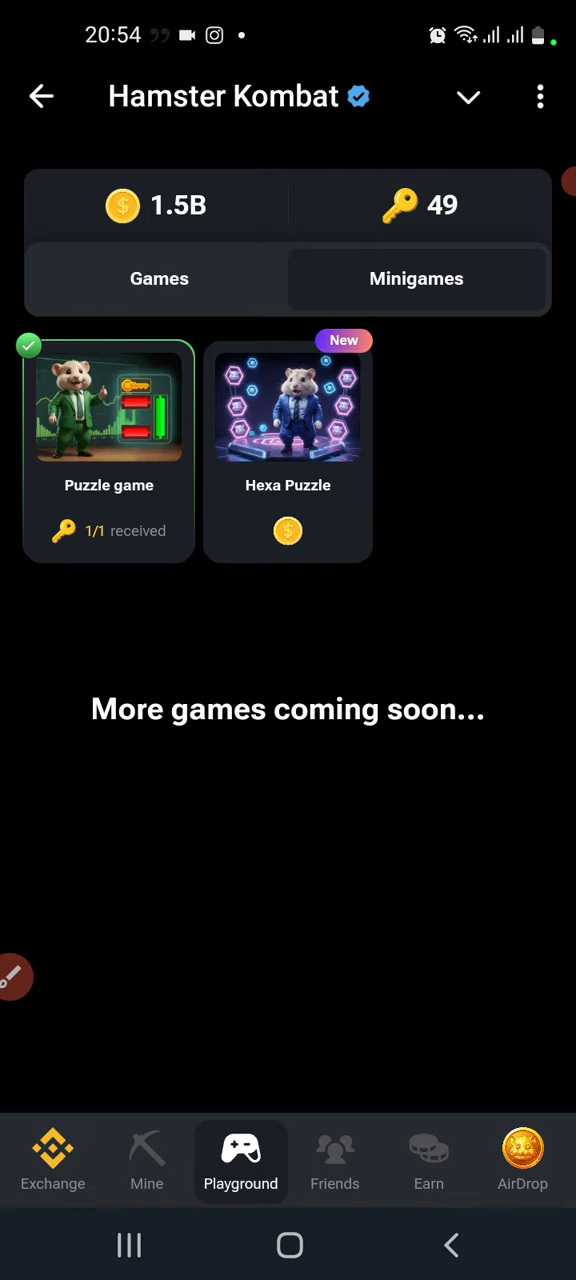 20:54
Hamster Kombat
1.5B
49
Games
Minigames
New
Puzzle game
Hexa Puzzle
1/1 received
More games coming soon...
Exchange
Mine
Playground
Friends
Earn
AirDrop